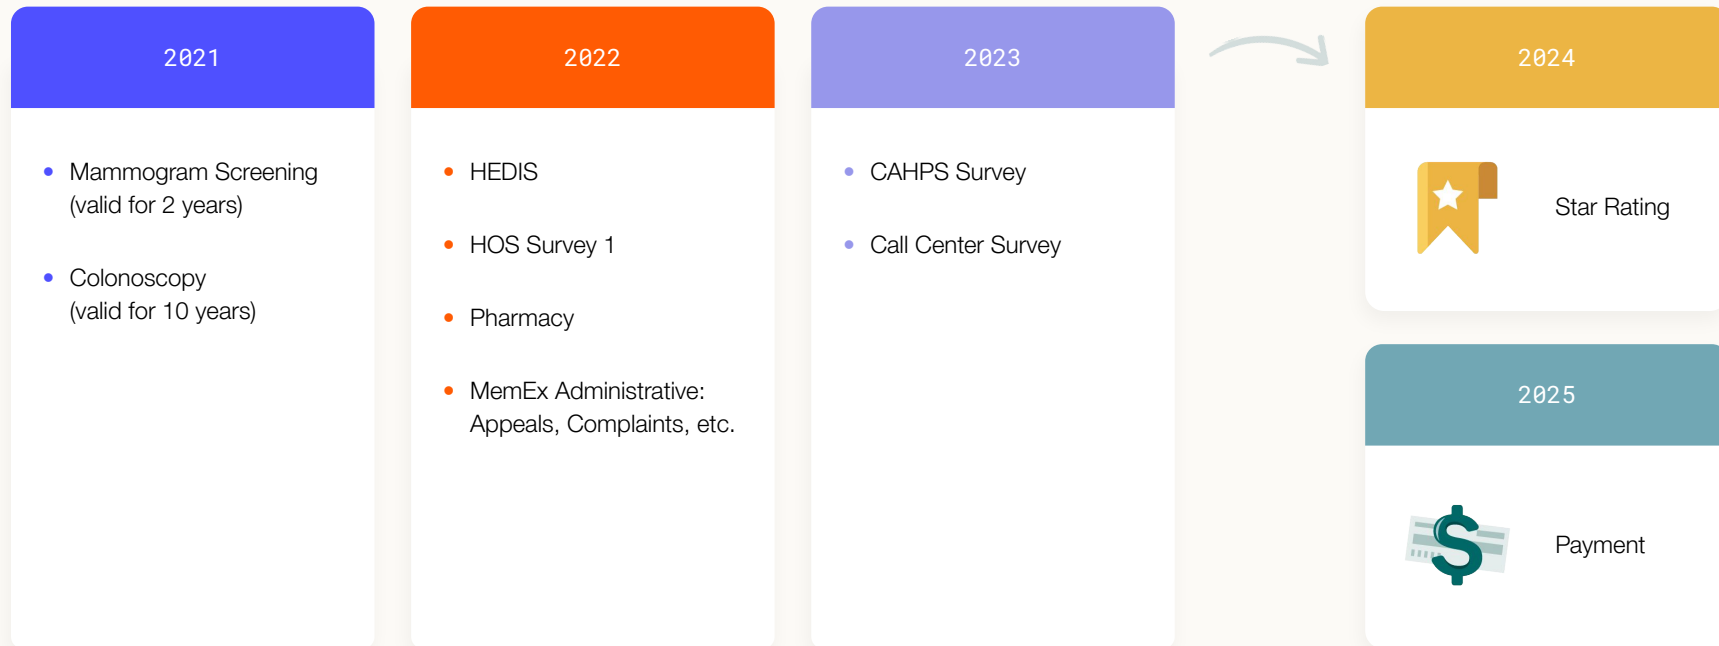 2021
Mammogram Screening
(valid for 2 years)
Colonoscopy
(valid for 10 years)
2022
HEDIS
HOS Survey 1
Pharmacy
MemEx Administrative:
Appeals, Complaints, etc.
2023
CAHPS Survey
Call Center Survey
2024
Star Rating
2025
Payment